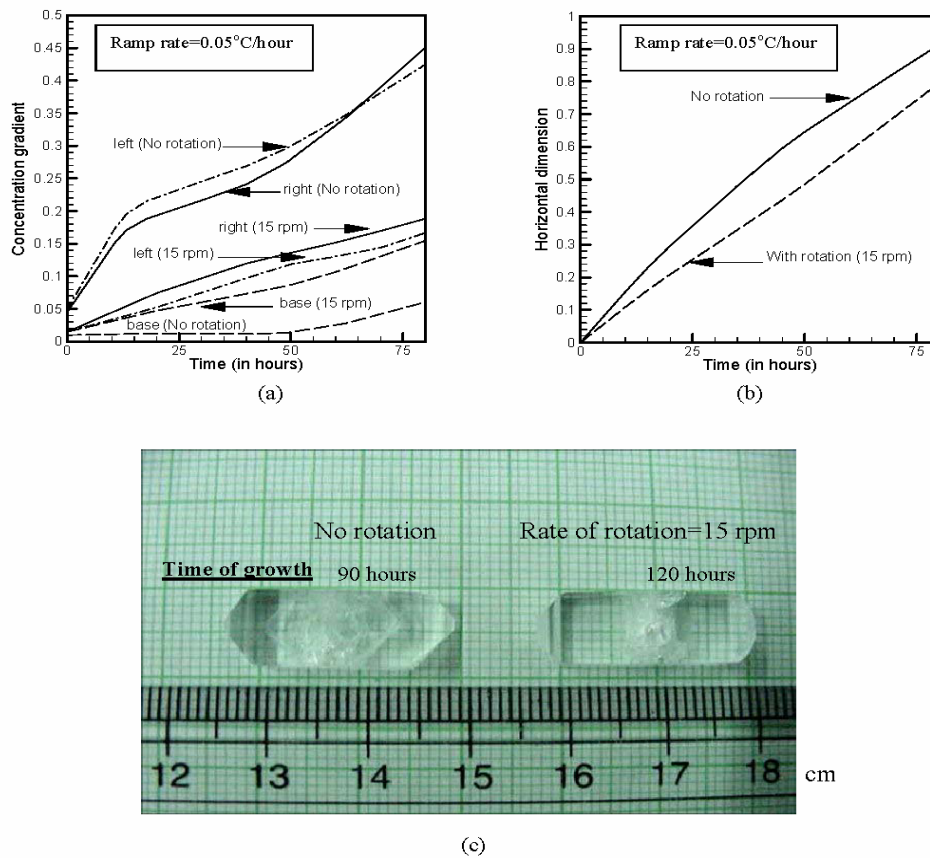 Ramp rate=0.05°C/hour
Concentration gradient
0.5
0.45
0.4
0.35
0.3
0.25
0.2
0.15
0.1
0.05
0
left (No rotation)
right (No rotation)
right (15 rpm)
left (15 rpm)
base (15 rpm)
base (No rotation)
0 25 50 75
Time (in hours)
(a)
Ramp rate=0.05°C/hour
Horizontal dimension
1
0.9
0.8
0.7
0.6
0.5
0.4
0.3
0.2
0.1
0
No rotation
With rotation (15 rpm)
0 25 50 75
Time (in hours)
(b)
No rotation Rate of rotation=15 rpm
Time of growth 90 hours 120 hours
12 13 14 15 16 17 18 cm
(c)